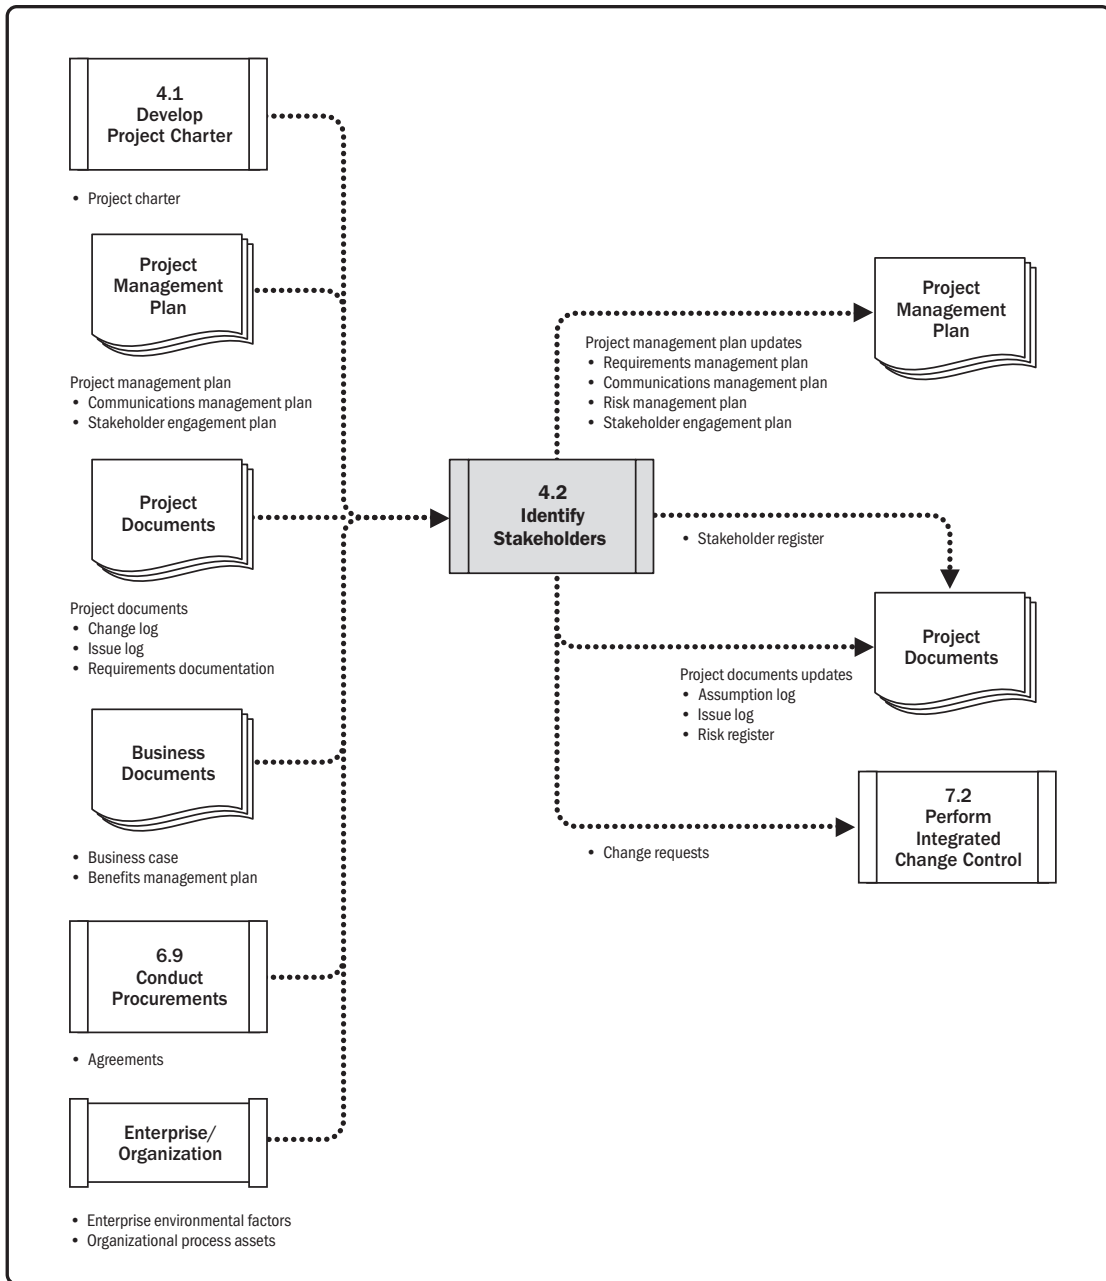 4.1
Develop
Project Charter
• Project charter
Project
Management
Plan
Project management plan
• Communications management plan
• Stakeholder engagement plan
Project
Documents
Project documents
• Change log
• Issue log
• Requirements documentation
Business
Documents
• Business case
• Benefits management plan
6.9
Conduct
Procurements
• Agreements
Enterprise/
Organization
• Enterprise environmental factors
• Organizational process assets
4.2
Identify
Stakeholders
Project management plan updates
• Requirements management plan
• Communications management plan
• Risk management plan
• Stakeholder engagement plan
Project
Management
Plan
• Stakeholder register
Project documents updates
• Assumption log
• Issue log
• Risk register
Project
Documents
• Change requests
7.2
Perform
Integrated
Change Control